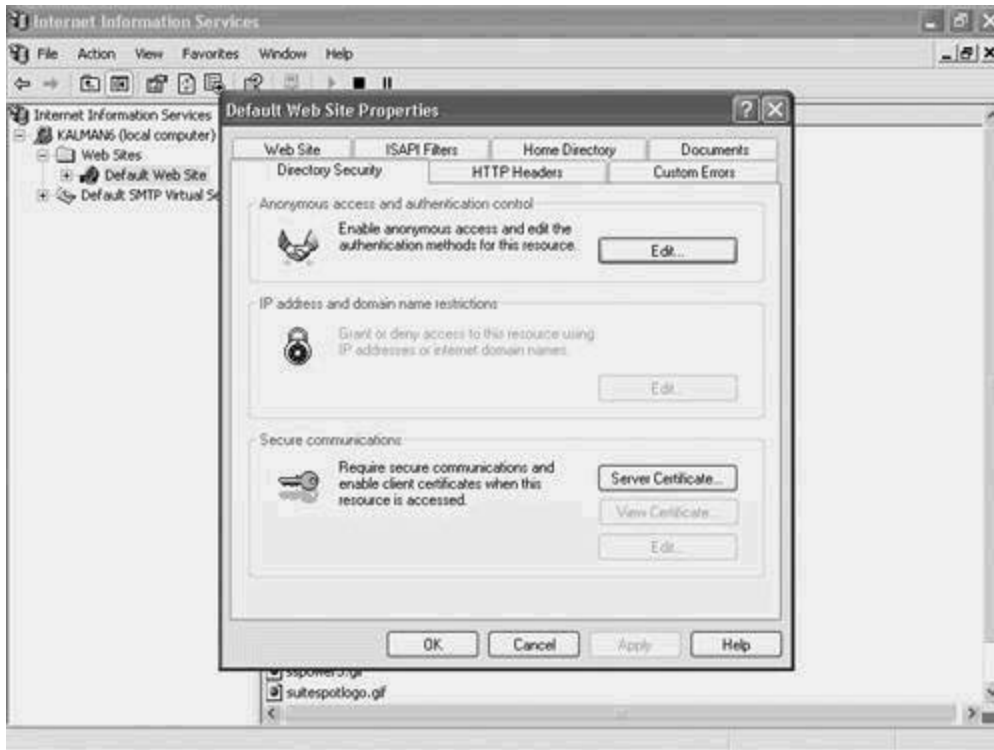 Internet Information Services
File Action View Favorites Window Help
Internet Information Services
KALMAN6 (local computer)
Web Sites
Default Web Site
Default SMTP Virtual Se
Default Web Site Properties
Web Site ISAPI Filters Home Directory Documents
Directory Security HTTP Headers Custom Errors
Anonymous access and authentication control
Enable anonymous access and edit the
authentication methods for this resource.
Edit...
IP address and domain name restrictions
Grant or deny access to this resource using
IP addresses or internet domain names.
Edit...
Secure communications
Require secure communications and
enable client certificates when this
resource is accessed.
Server Certificate...
View Certificate...
Edit...
OK Cancel Apply Help
suitespotlogo.gif